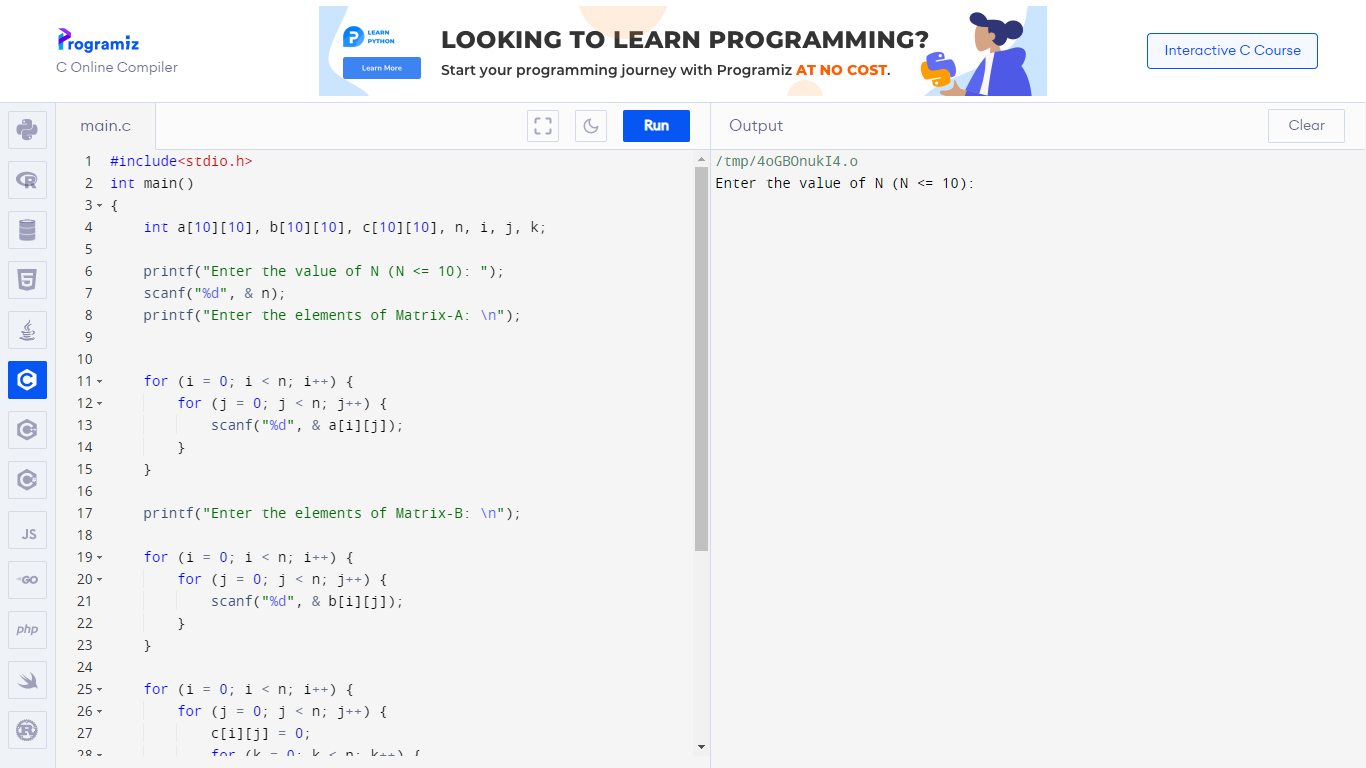 Programiz
C Online Compiler
LEARN
PYTHON
Learn More
LOOKING TO LEARN PROGRAMMING?
Start your programming journey with Programiz AT NO COST.
Interactive C Course
main.c
Run
Output
Clear
1 #include<stdio.h>
2 int main()
3 {
4     int a[10][10], b[10][10], c[10][10], n, i, j, k;
5
6     printf("Enter the value of N (N <= 10): ");
7     scanf("%d", & n);
8     printf("Enter the elements of Matrix-A: \n");
9
10
11     for (i = 0; i < n; i++) {
12         for (j = 0; j < n; j++) {
13             scanf("%d", & a[i][j]);
14         }
15     }
16
17     printf("Enter the elements of Matrix-B: \n");
18
19     for (i = 0; i < n; i++) {
20         for (j = 0; j < n; j++) {
21             scanf("%d", & b[i][j]);
22         }
23     }
24
25     for (i = 0; i < n; i++) {
26         for (j = 0; j < n; j++) {
27             c[i][j] = 0;
28             for (k = 0; k < n; k++) {
/tmp/4oGBOnukI4.o
Enter the value of N (N <= 10):
R
5
C
C
C
JS
GO
php
R